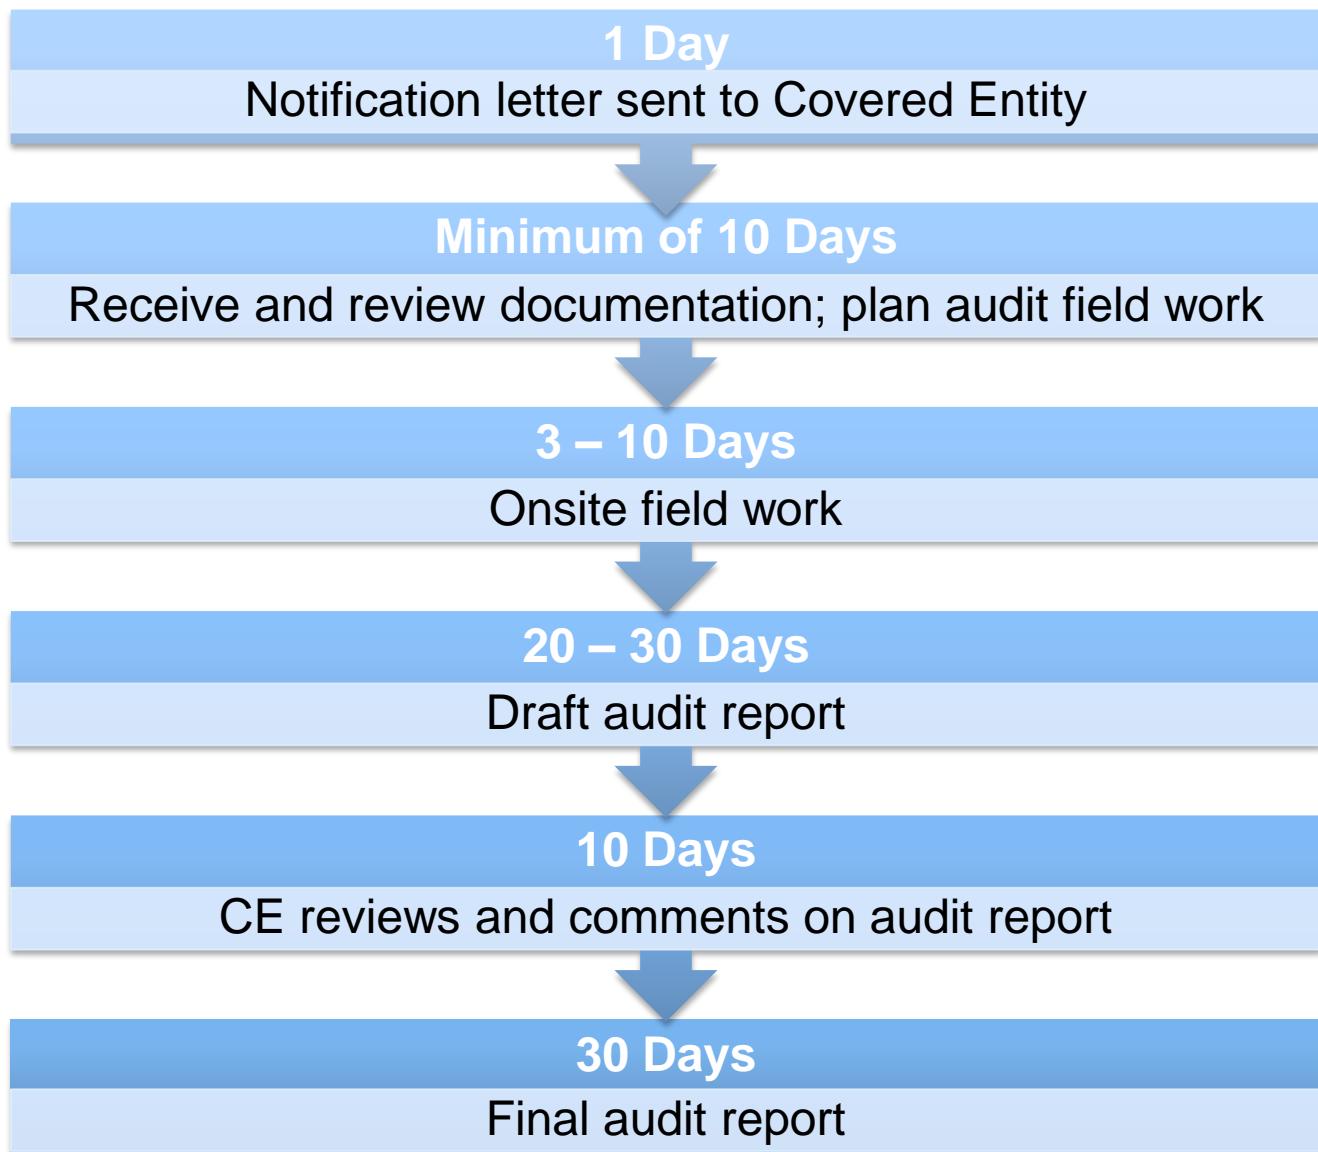 1 Day
Notification letter sent to Covered Entity
Minimum of 10 Days
Receive and review documentation; plan audit field work
3 – 10 Days
Onsite field work
20 – 30 Days
Draft audit report
10 Days
CE reviews and comments on audit report
30 Days
Final audit report